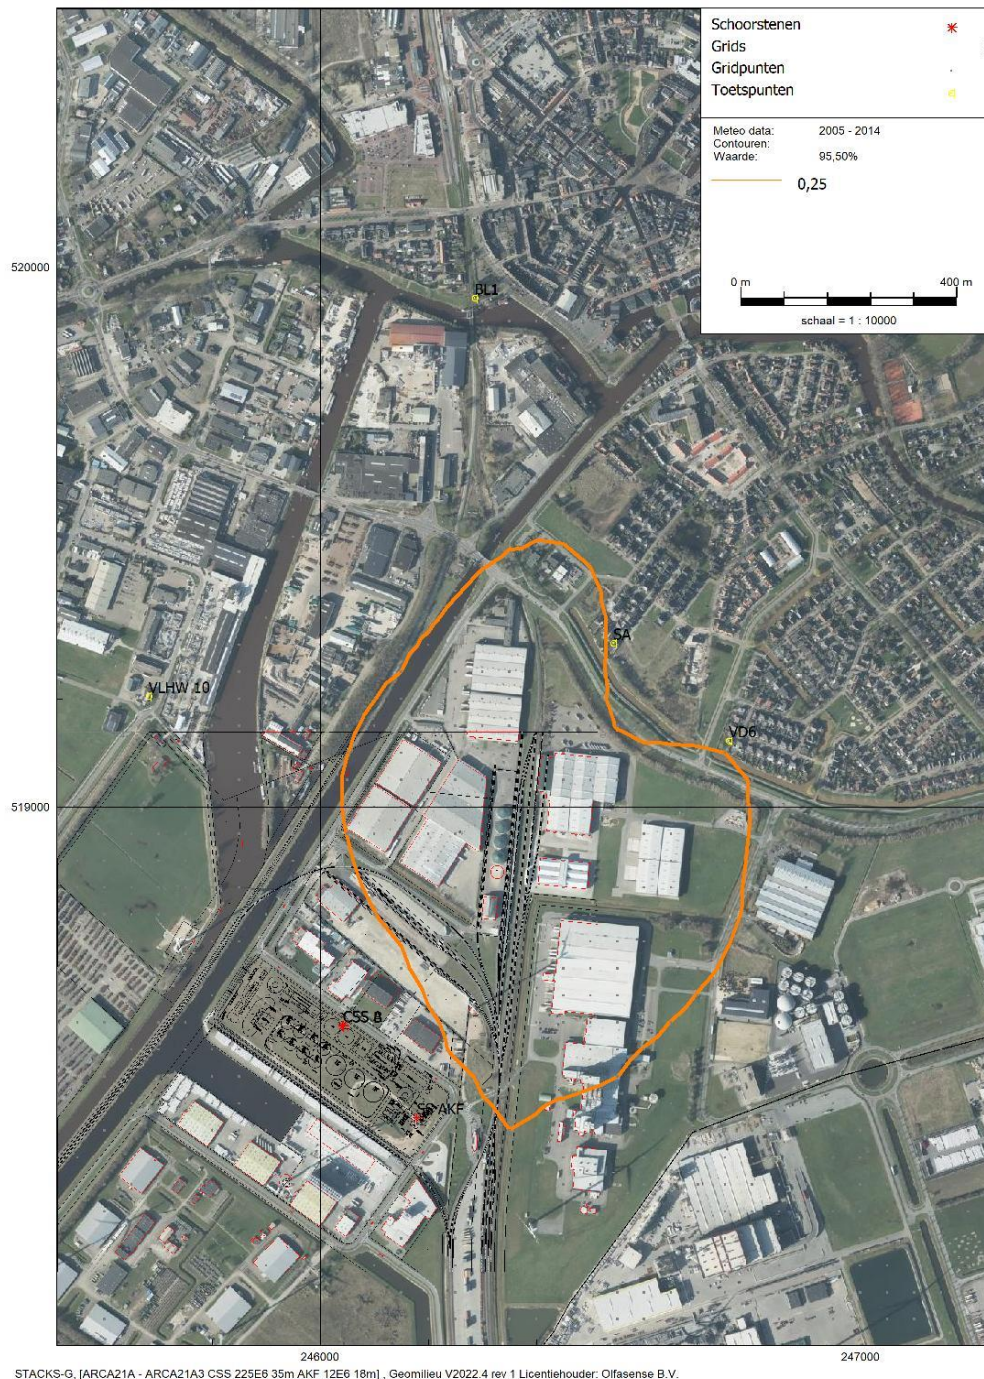 Schoorstenen
Grids
Gridpunten
Toetspunten
Meteo data: 2005 - 2014
Contouren:
Waarde: 95,50%
0,25
0 m 400 m
schaal = 1 : 10000
520000
BL1
SA
VLHW 10
VD6
519000
CSS
AKF
246000 247000
STACKS-G, [ARCA21A - ARCA21A3 CSS 225E6 35m AKF 12E6 18m] , Geomilieu V2022.4 rev 1 Licentiehouder: Olfasense B.V.